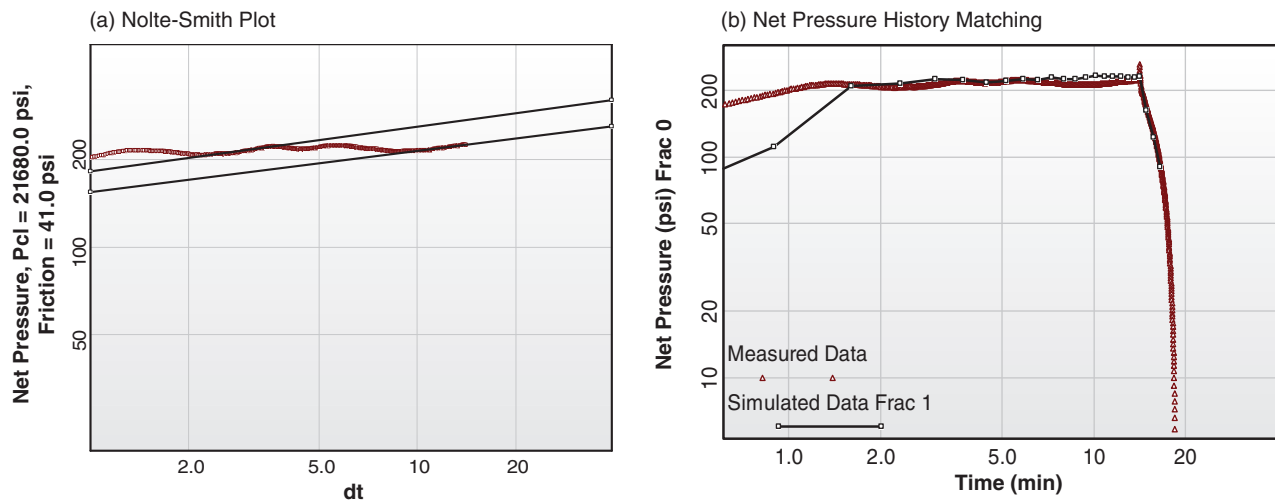 (a) Nolte-Smith Plot
Net Pressure, Pcl = 21680.0 psi,
Friction = 41.0 psi
200
100
50
2.0
5.0
10
20
dt
(b) Net Pressure History Matching
Net Pressure (psi) Frac 0
200
100
50
20
10
Measured Data
Simulated Data Frac 1
1.0
2.0
5.0
10
20
Time (min)